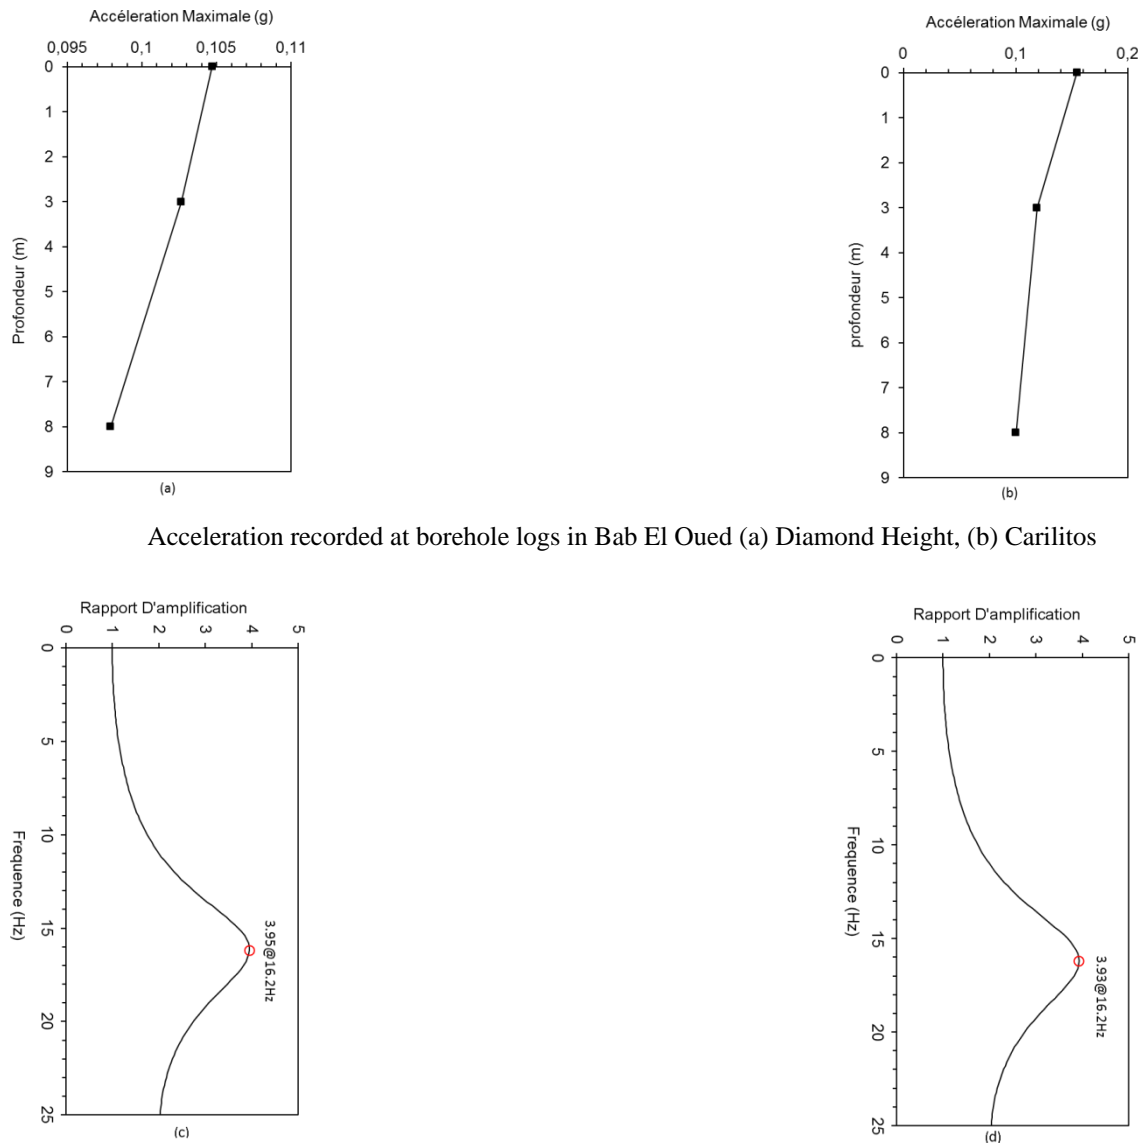 Accéleration Maximale (g)
0,095 0,1 0,105 0,11
0
1
2
3
4
5
6
7
8
9
Profondeur (m)
(a)
Accéleration Maximale (g)
0 0,1 0,2
0
1
2
3
4
5
6
7
8
9
profondeur (m)
(b)
Acceleration recorded at borehole logs in Bab El Oued (a) Diamond Height, (b) Carilitos
Rapport D'amplification
0 1 2 3 4 5
0
5
10
15
20
25
Frequence (Hz)
3.95@16.2Hz
(c)
Rapport D'amplification
0 1 2 3 4 5
0
5
10
15
20
25
Frequence (Hz)
3.93@16.2Hz
(d)